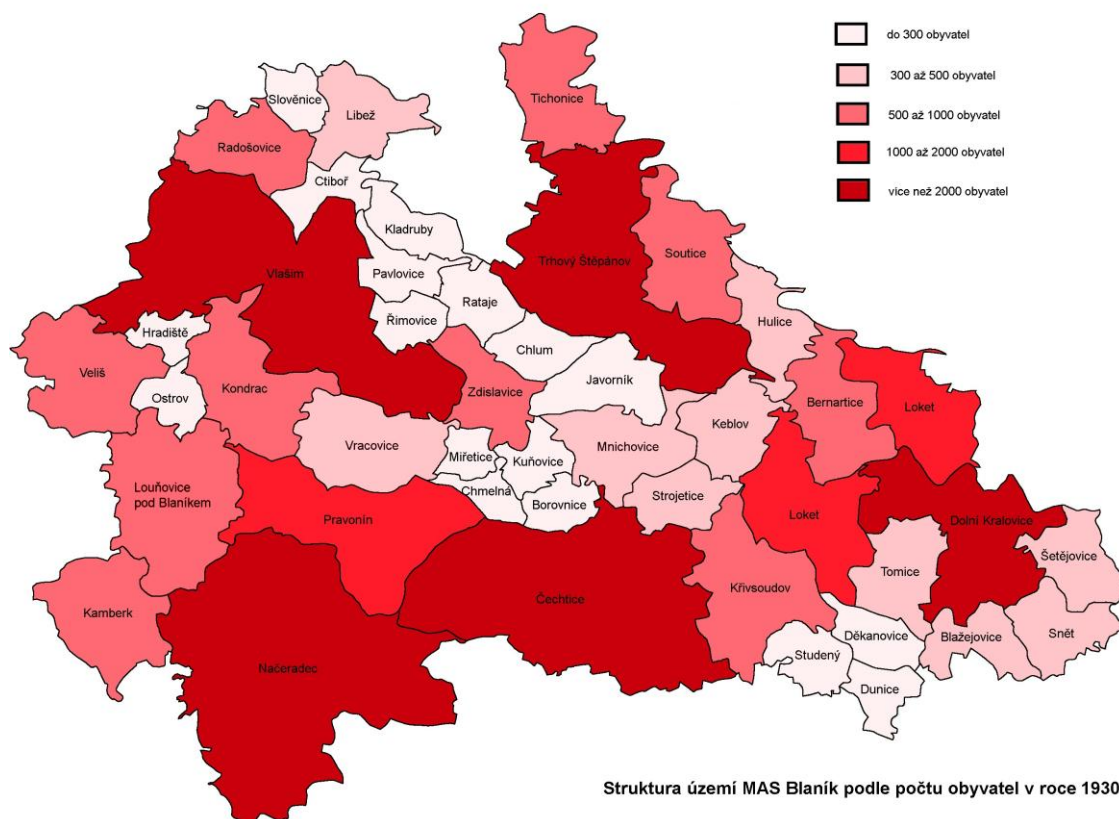 do 300 obyvatel
300 až 500 obyvatel
500 až 1000 obyvatel
1000 až 2000 obyvatel
více než 2000 obyvatel
Slověnice
Libež
Tichonice
Radošovice
Ctiboř
Kladruby
Vlašim
Pavlovice
Trhový Štěpánov
Soutice
Rataje
Řimovice
Hulice
Hradiště
Chlum
Veliš
Ostrov
Kondrac
Zdislavice
Javorník
Bernartice
Loket
Vracovice
Mnichovice
Keblov
Miřetice
Kuňovice
Louňovice
pod Blaníkem
Chmelná
Borovnice
Strojetice
Pravonín
Loket
Dolní Kralovice
Šetějovice
Tomice
Kamberk
Čechtice
Křivsoudov
Děkanovice
Blažejovice
Snět
Načeradec
Studený
Dunice
Struktura území MAS Blaník podle počtu obyvatel v roce 1930